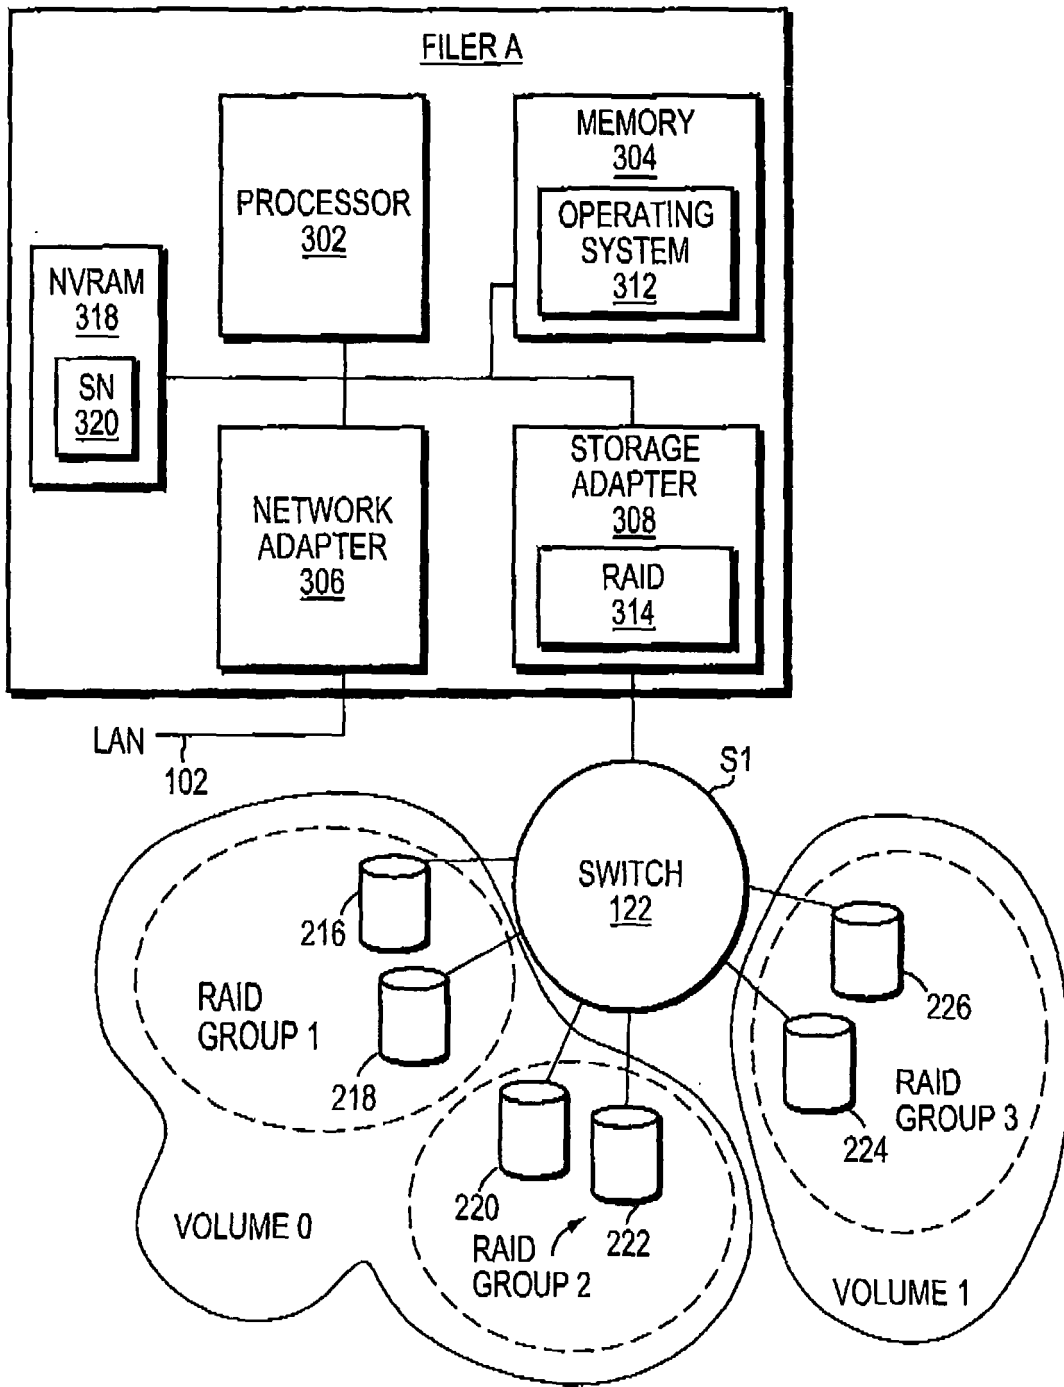 FILER A
PROCESSOR
302
MEMORY
304
OPERATING
SYSTEM
312
NVRAM
318
SN
320
NETWORK
ADAPTER
306
STORAGE
ADAPTER
308
RAID
314
LAN
102
S1
SWITCH
122
216
RAID
GROUP 1
218
226
RAID
GROUP 3
224
220
222
RAID
GROUP 2
VOLUME 0
VOLUME 1